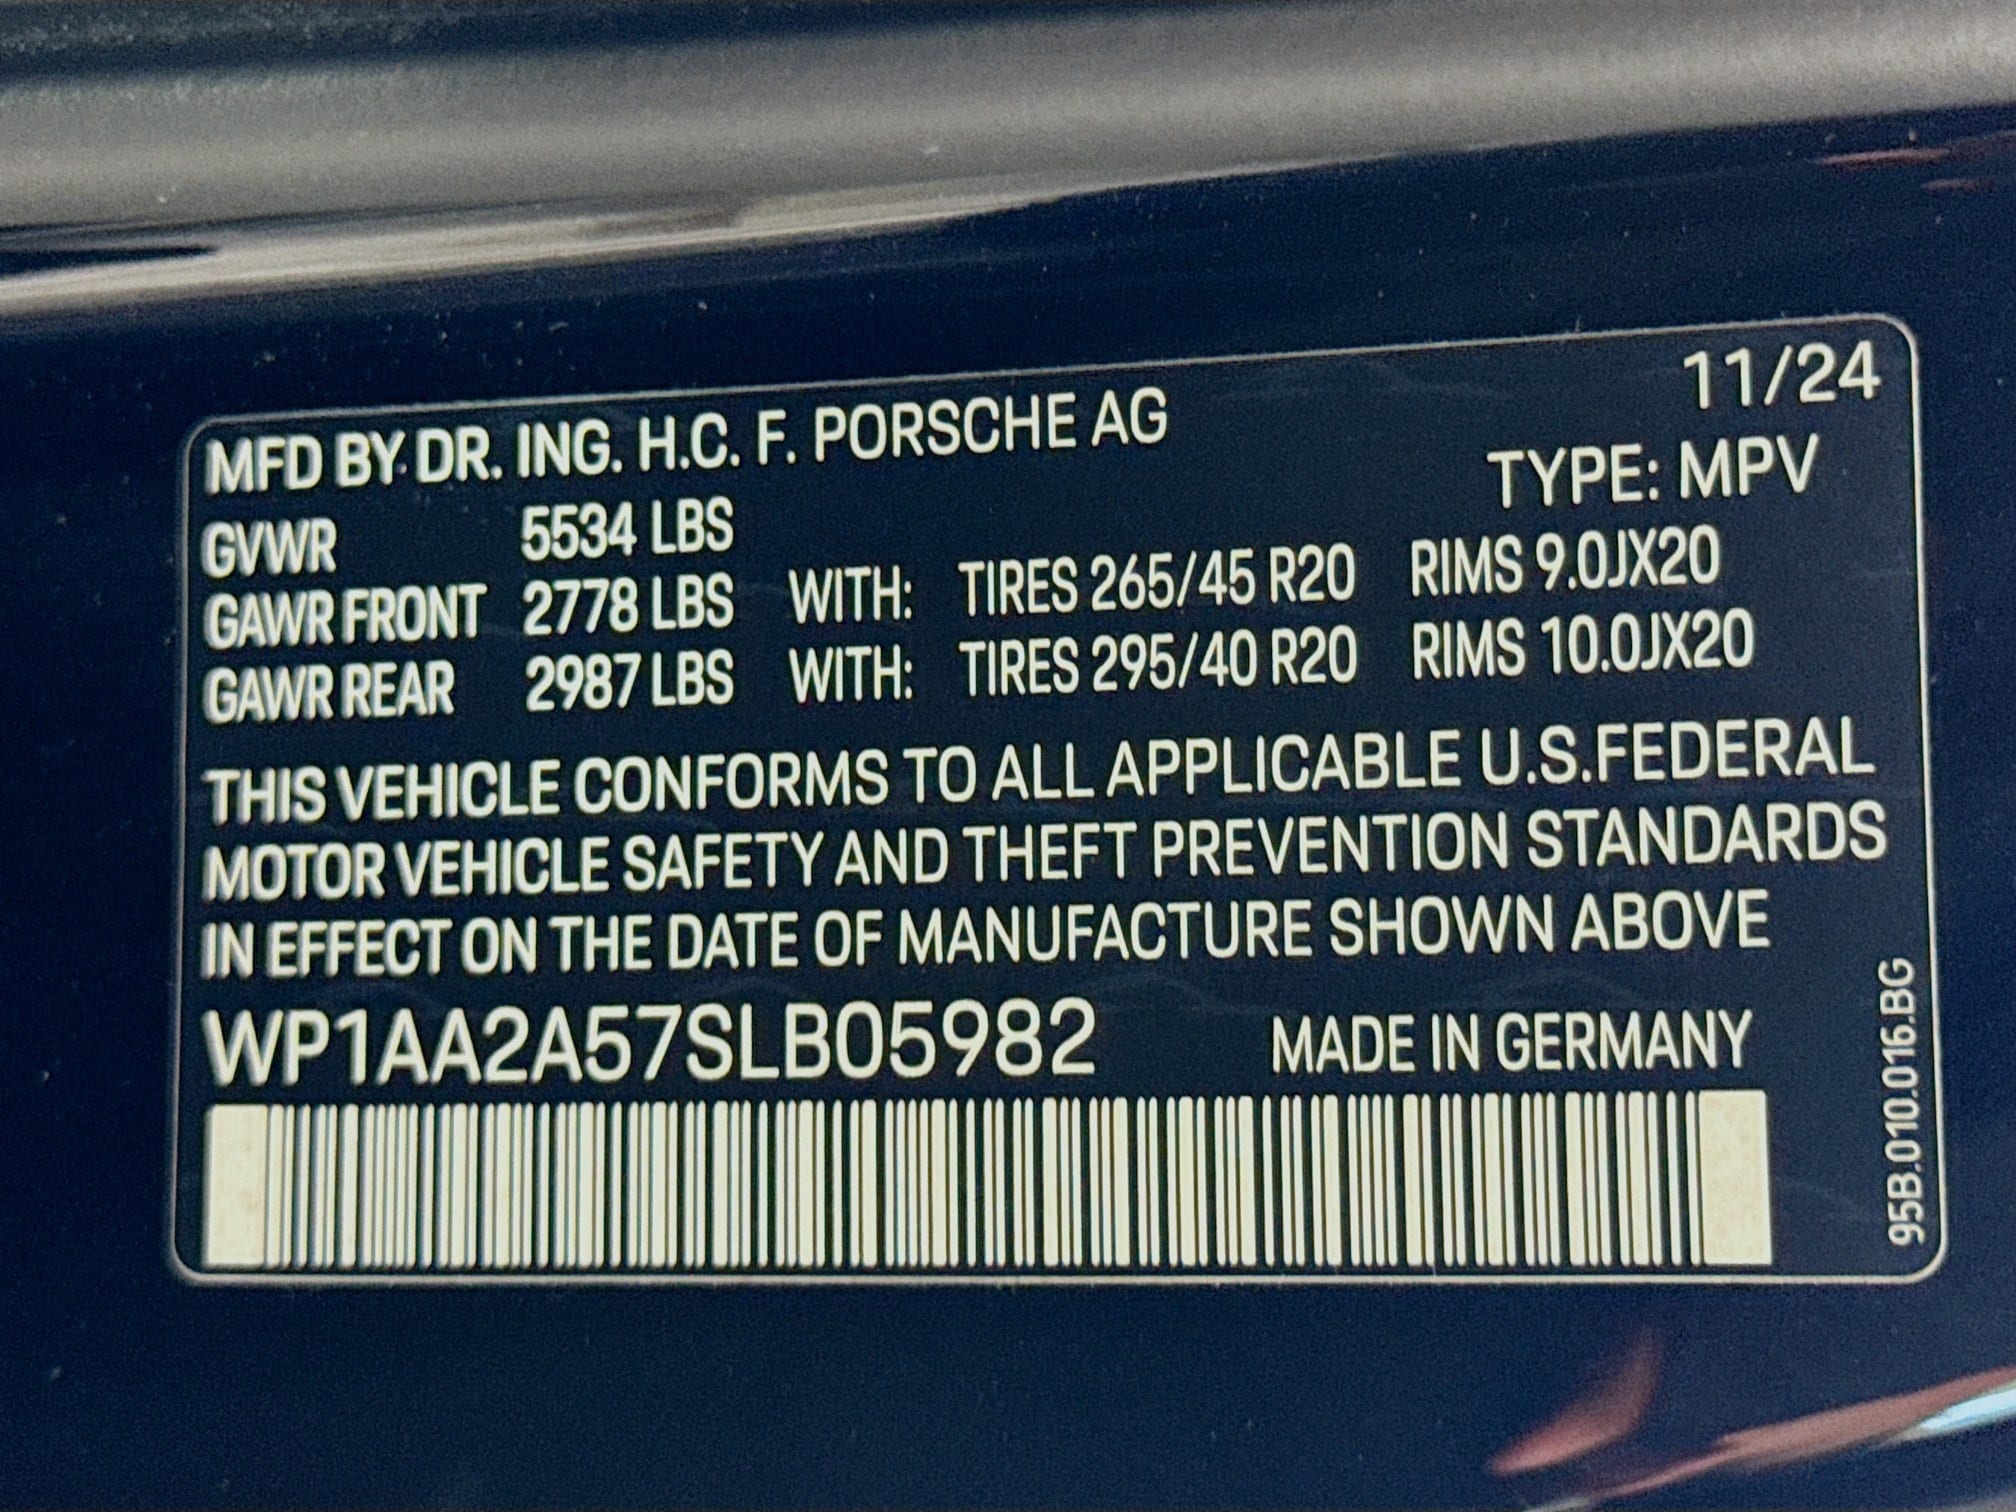 11/24
MFD BY DR. ING. H.C. F. PORSCHE AG
TYPE: MPV
GVWR 5534 LBS
GAWR FRONT 2778 LBS WITH: TIRES 265/45 R20 RIMS 9.0JX20
GAWR REAR 2987 LBS WITH: TIRES 295/40 R20 RIMS 10.0JX20
THIS VEHICLE CONFORMS TO ALL APPLICABLE U.S.FEDERAL
MOTOR VEHICLE SAFETY AND THEFT PREVENTION STANDARDS
IN EFFECT ON THE DATE OF MANUFACTURE SHOWN ABOVE
WP1AA2A57SLB05982 MADE IN GERMANY
95B.010.016.BG